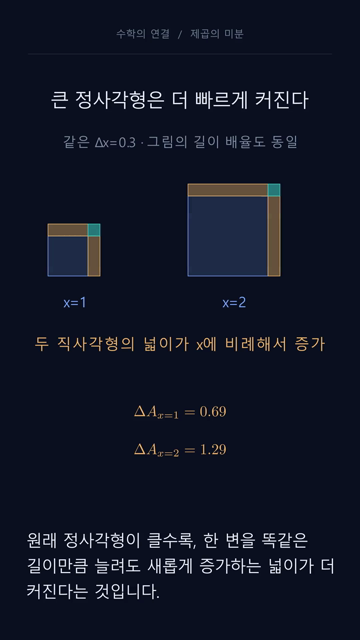 수학의 연결 / 제곱의 미분
큰 정사각형은 더 빠르게 커진다
같은 Δx=0.3 · 그림의 길이 배율도 동일
x=1
x=2
두 직사각형의 넓이가 x에 비례해서 증가
ΔA_{x=1} = 0.69
ΔA_{x=2} = 1.29
원래 정사각형이 클수록, 한 변을 똑같은
길이만큼 늘려도 새롭게 증가하는 넓이가 더
커진다는 것입니다.